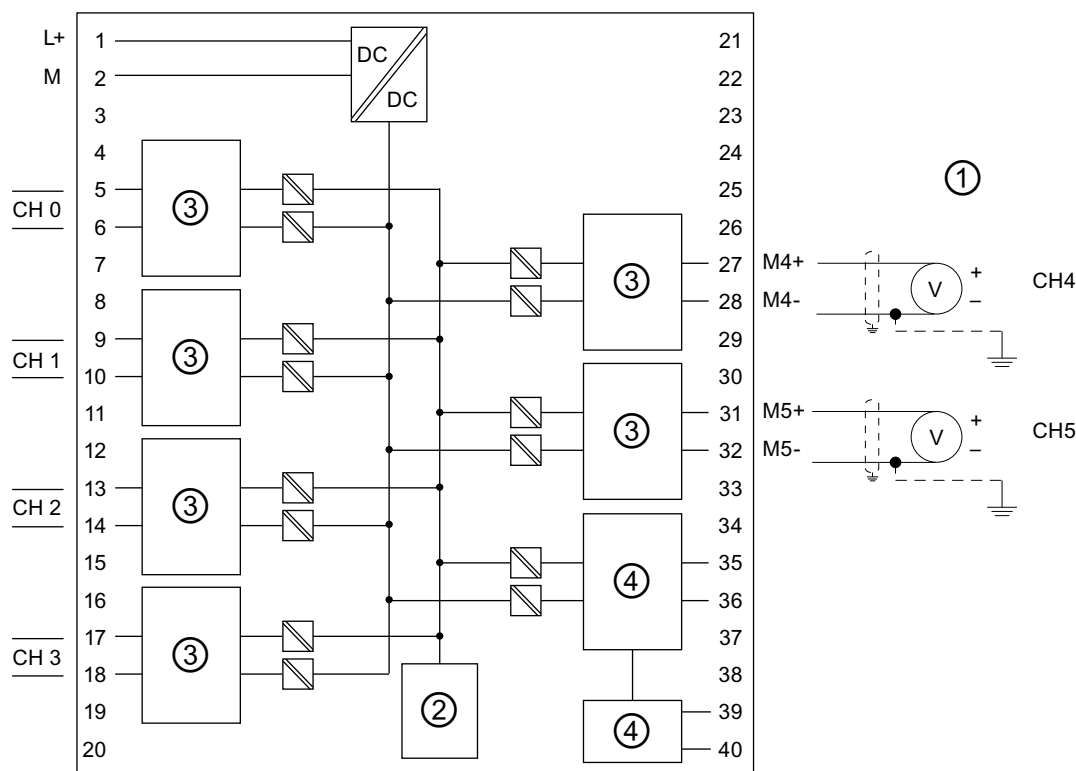 L+ 1 DC 21
M 2 DC 22
3 23
4 24
5 25 ①
CH 0 ③
6 26
7 27 M4+ V + CH4
③
8 28 M4- –
9 29
CH 1 ③
10 30
11 31 M5+ V + CH5
③
12 32 M5- –
13 33
CH 2 ③
14 34
15 35
④
16 36
17 37
CH 3 ③
18 38
19 ② 39
④
20 40